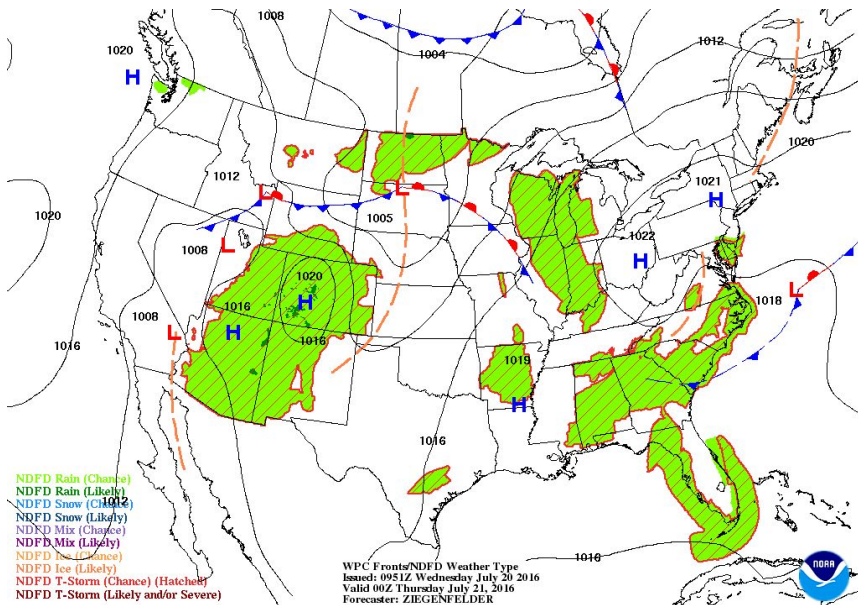 1008
1020
H
1004
1012
1020
1012
L
L
1021
H
1020
1005
1008
L
1022
H
1020
H
1018
L
1008
1016
L
H
1016
1016
1019
H
1016
1012
1016
NDFD Rain (Chance)
NDFD Rain (Likely)
NDFD Snow (Chance)
NDFD Snow (Likely)
NDFD Mix (Chance)
NDFD Mix (Likely)
NDFD Ice (Chance)
NDFD Ice (Likely)
NDFD T-Storm (Chance) (Hatched)
NDFD T-Storm (Likely and/or Severe)
WPC Fronts/NDFD Weather Type
Issued: 0951Z Wednesday July 20 2016
Valid 00Z Thursday July 21, 2016
Forecaster: ZIEGENFELDER
NOAA